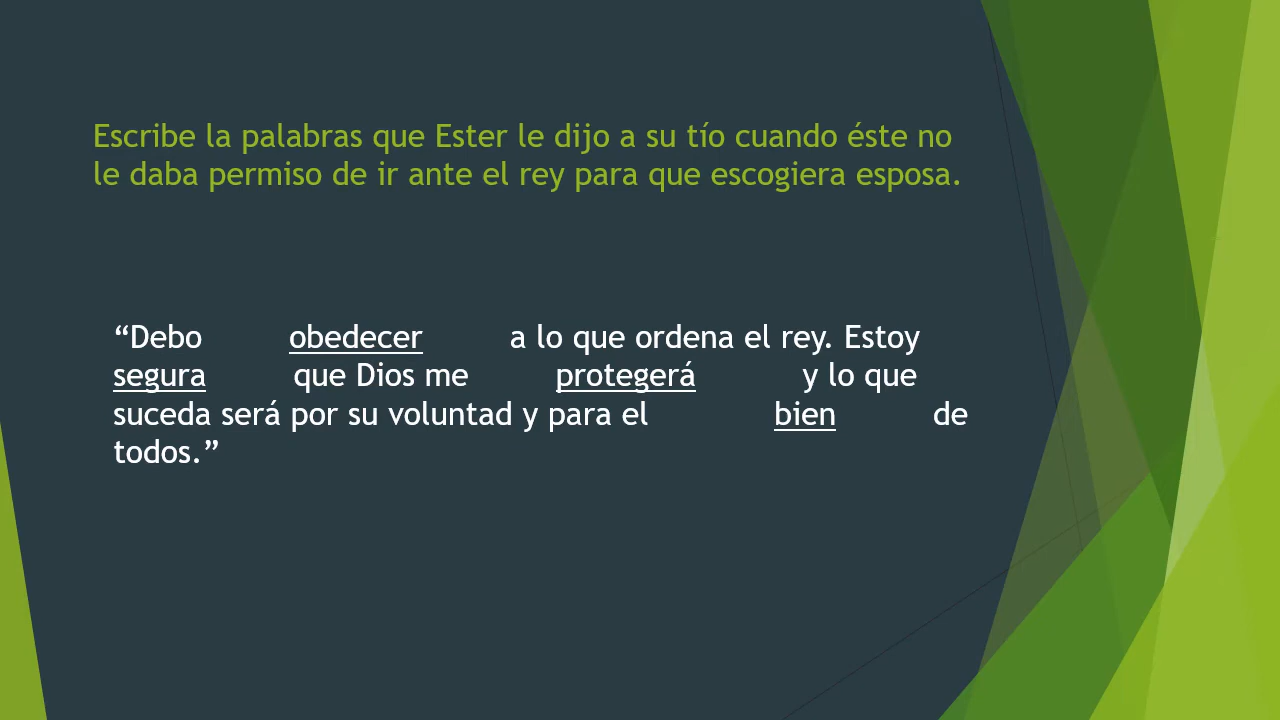 Escribe la palabras que Ester le dijo a su tío cuando éste no
le daba permiso de ir ante el rey para que escogiera esposa.
“Debo obedecer a lo que ordena el rey. Estoy
segura que Dios me protegerá y lo que
suceda será por su voluntad y para el bien de
todos.”